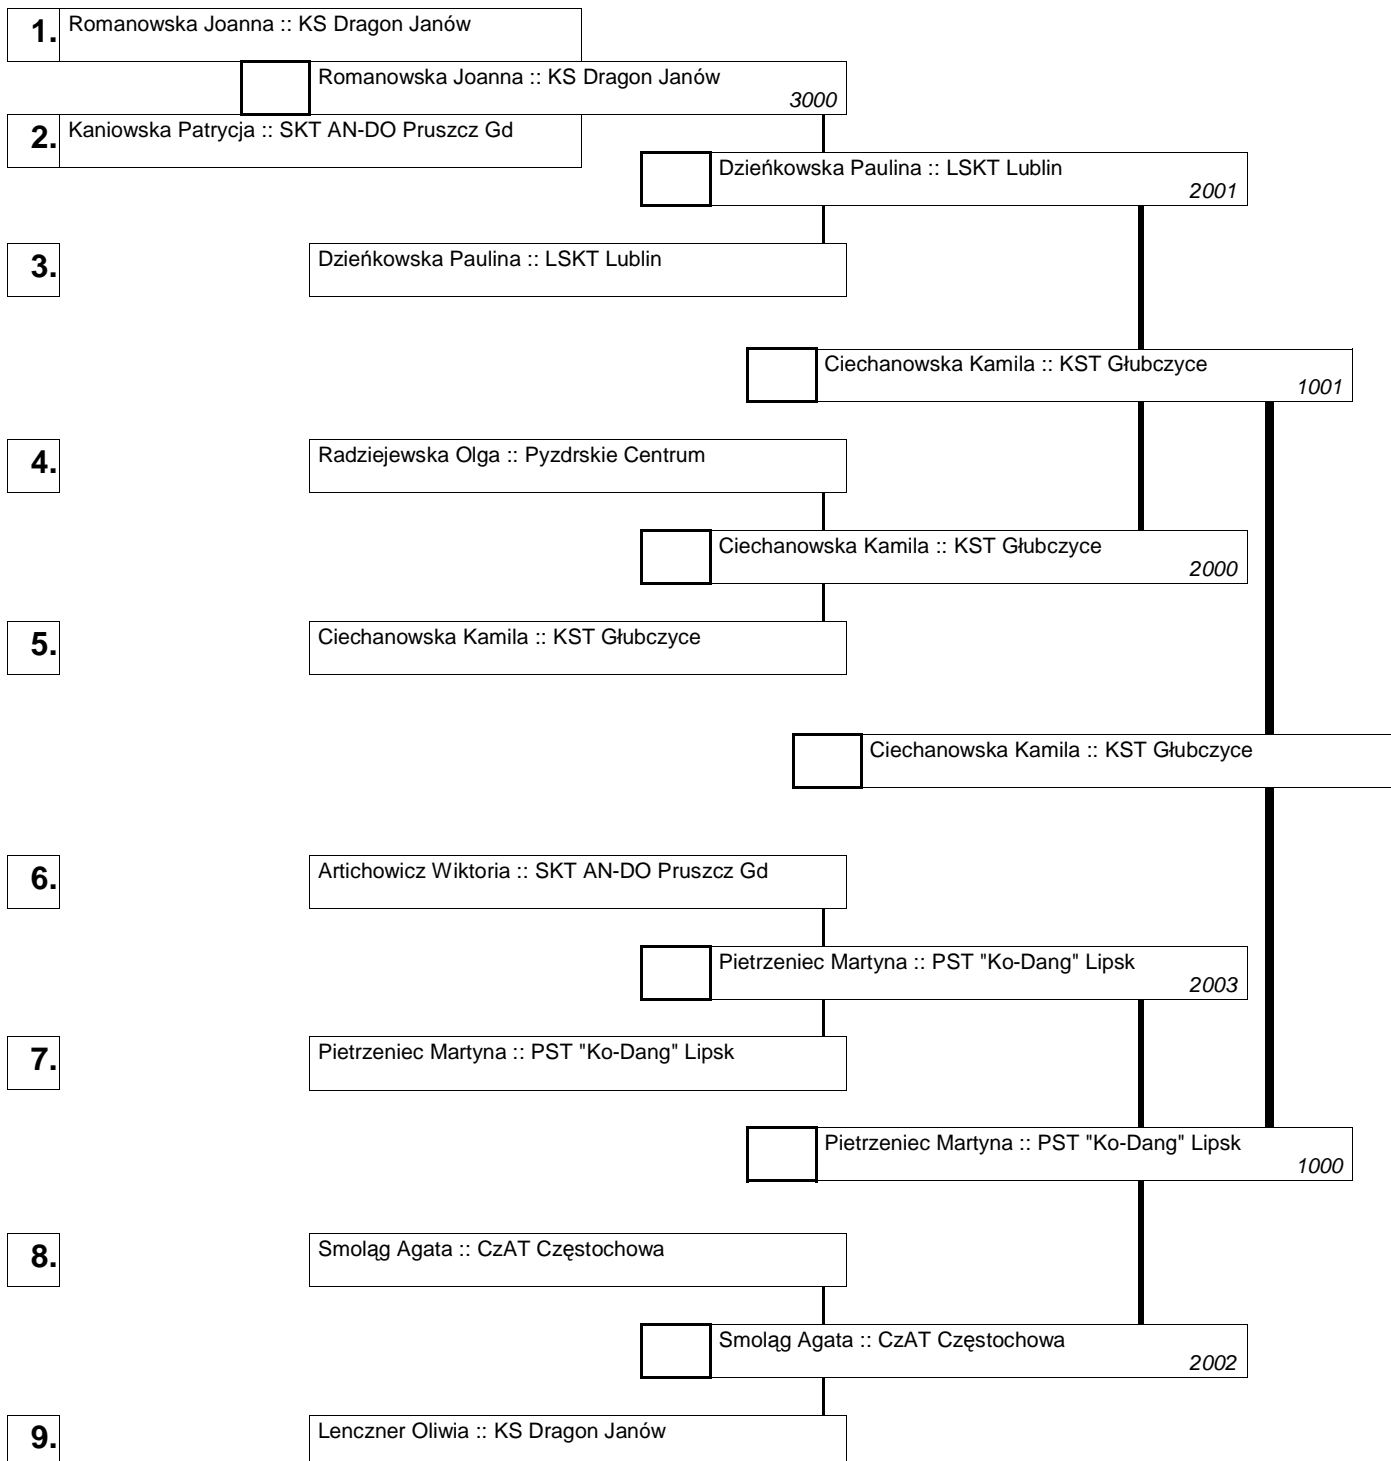 1. Romanowska Joanna :: KS Dragon Janów
Romanowska Joanna :: KS Dragon Janów
3000
2. Kaniowska Patrycja :: SKT AN-DO Pruszcz Gd
Dzieńkowska Paulina :: LSKT Lublin
2001
3. Dzieńkowska Paulina :: LSKT Lublin
Ciechanowska Kamila :: KST Głubczyce
1001
4. Radziejewska Olga :: Pyzdrskie Centrum
Ciechanowska Kamila :: KST Głubczyce
2000
5. Ciechanowska Kamila :: KST Głubczyce
Ciechanowska Kamila :: KST Głubczyce
6. Artichowicz Wiktoria :: SKT AN-DO Pruszcz Gd
Pietrzeniec Martyna :: PST "Ko-Dang" Lipsk
2003
7. Pietrzeniec Martyna :: PST "Ko-Dang" Lipsk
Pietrzeniec Martyna :: PST "Ko-Dang" Lipsk
1000
8. Smoląg Agata :: CzAT Częstochowa
Smoląg Agata :: CzAT Częstochowa
2002
9. Lenczner Oliwia :: KS Dragon Janów